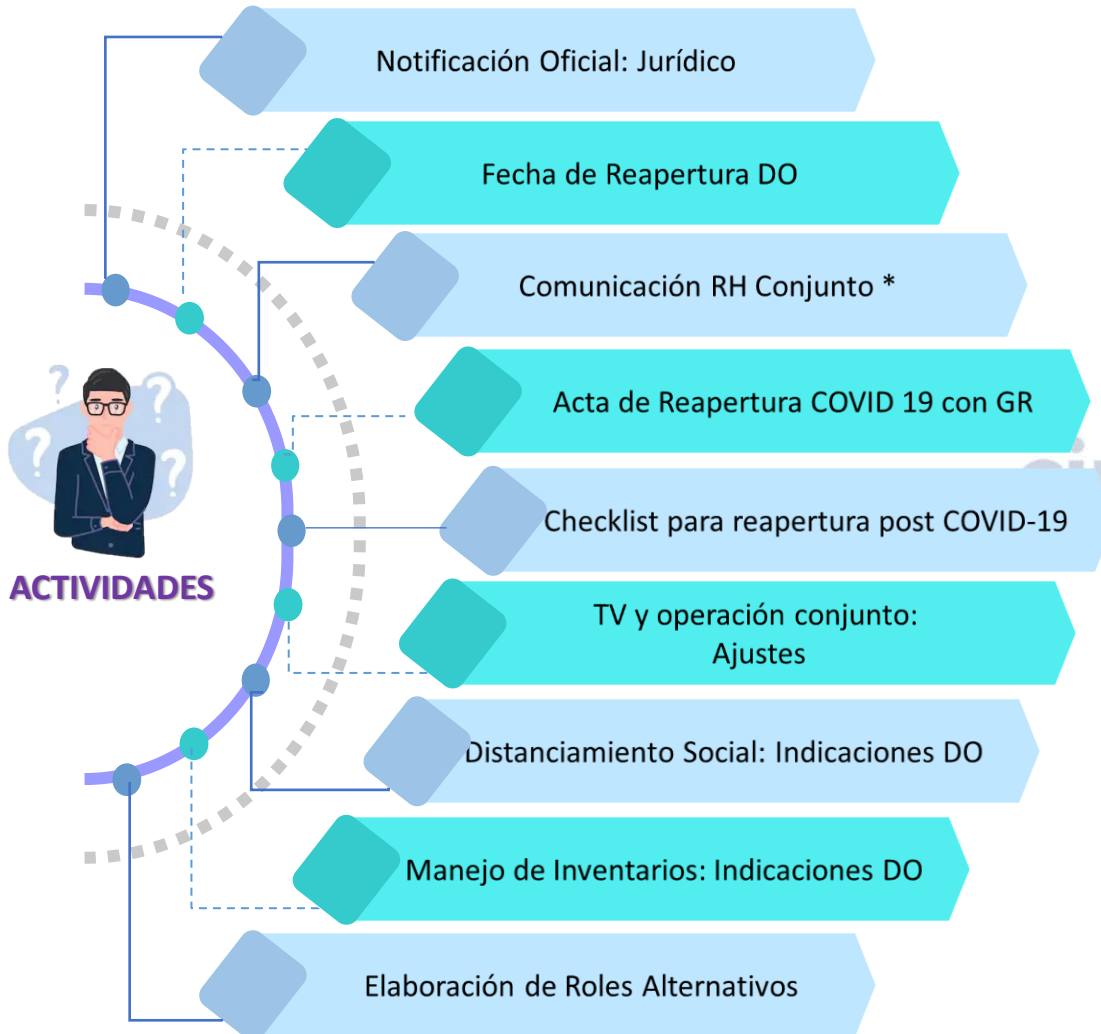 Notificación Oficial: Jurídico
Fecha de Reapertura DO
Comunicación RH Conjunto *
Acta de Reapertura COVID 19 con GR
Checklist para reapertura post COVID-19
ACTIVIDADES
TV y operación conjunto:
Ajustes
Distanciamiento Social: Indicaciones DO
Manejo de Inventarios: Indicaciones DO
Elaboración de Roles Alternativos